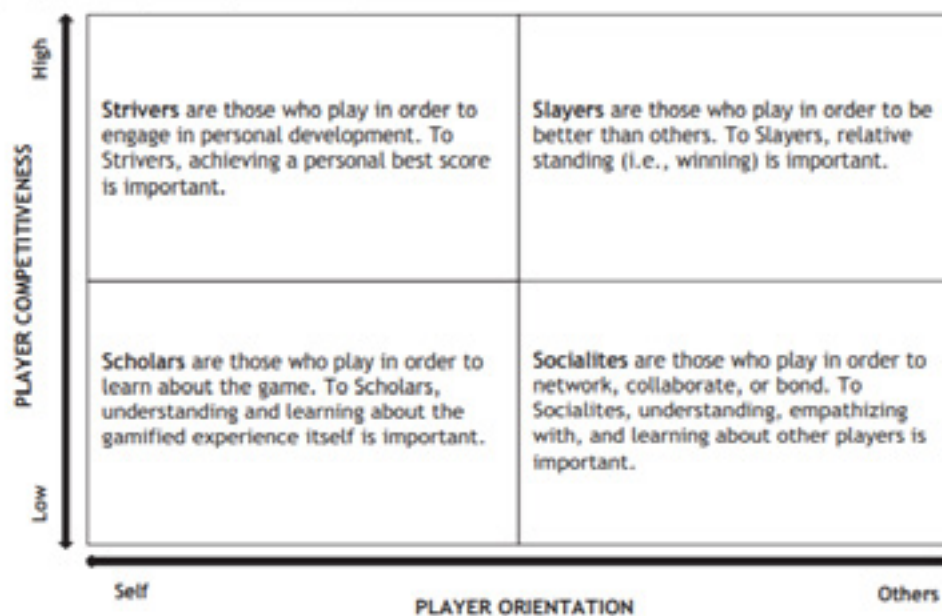 High
PLAYER COMPETITIVENESS
Low
Strivers are those who play in order to
engage in personal development. To
Strivers, achieving a personal best score
is important.
Slayers are those who play in order to be
better than others. To Slayers, relative
standing (i.e., winning) is important.
Scholars are those who play in order to
learn about the game. To Scholars,
understanding and learning about the
gamified experience itself is important.
Socialites are those who play in order to
network, collaborate, or bond. To
Socialites, understanding, empathizing
with, and learning about other players is
important.
Self
PLAYER ORIENTATION
Others